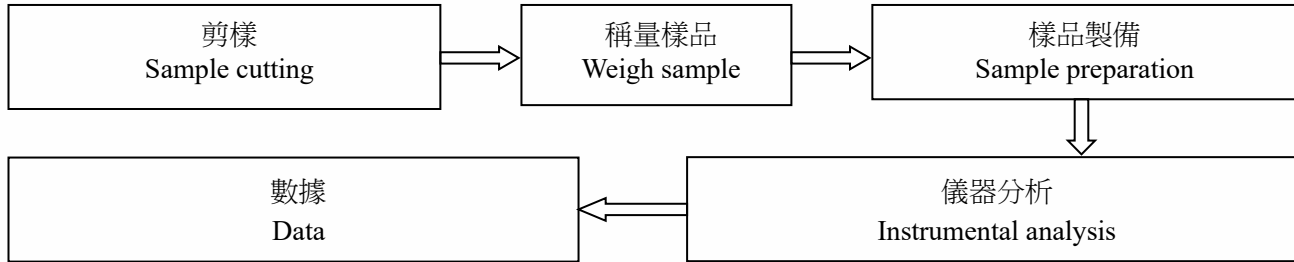 剪樣
Sample cutting
稱量樣品
Weigh sample
樣品製備
Sample preparation
儀器分析
Instrumental analysis
數據
Data